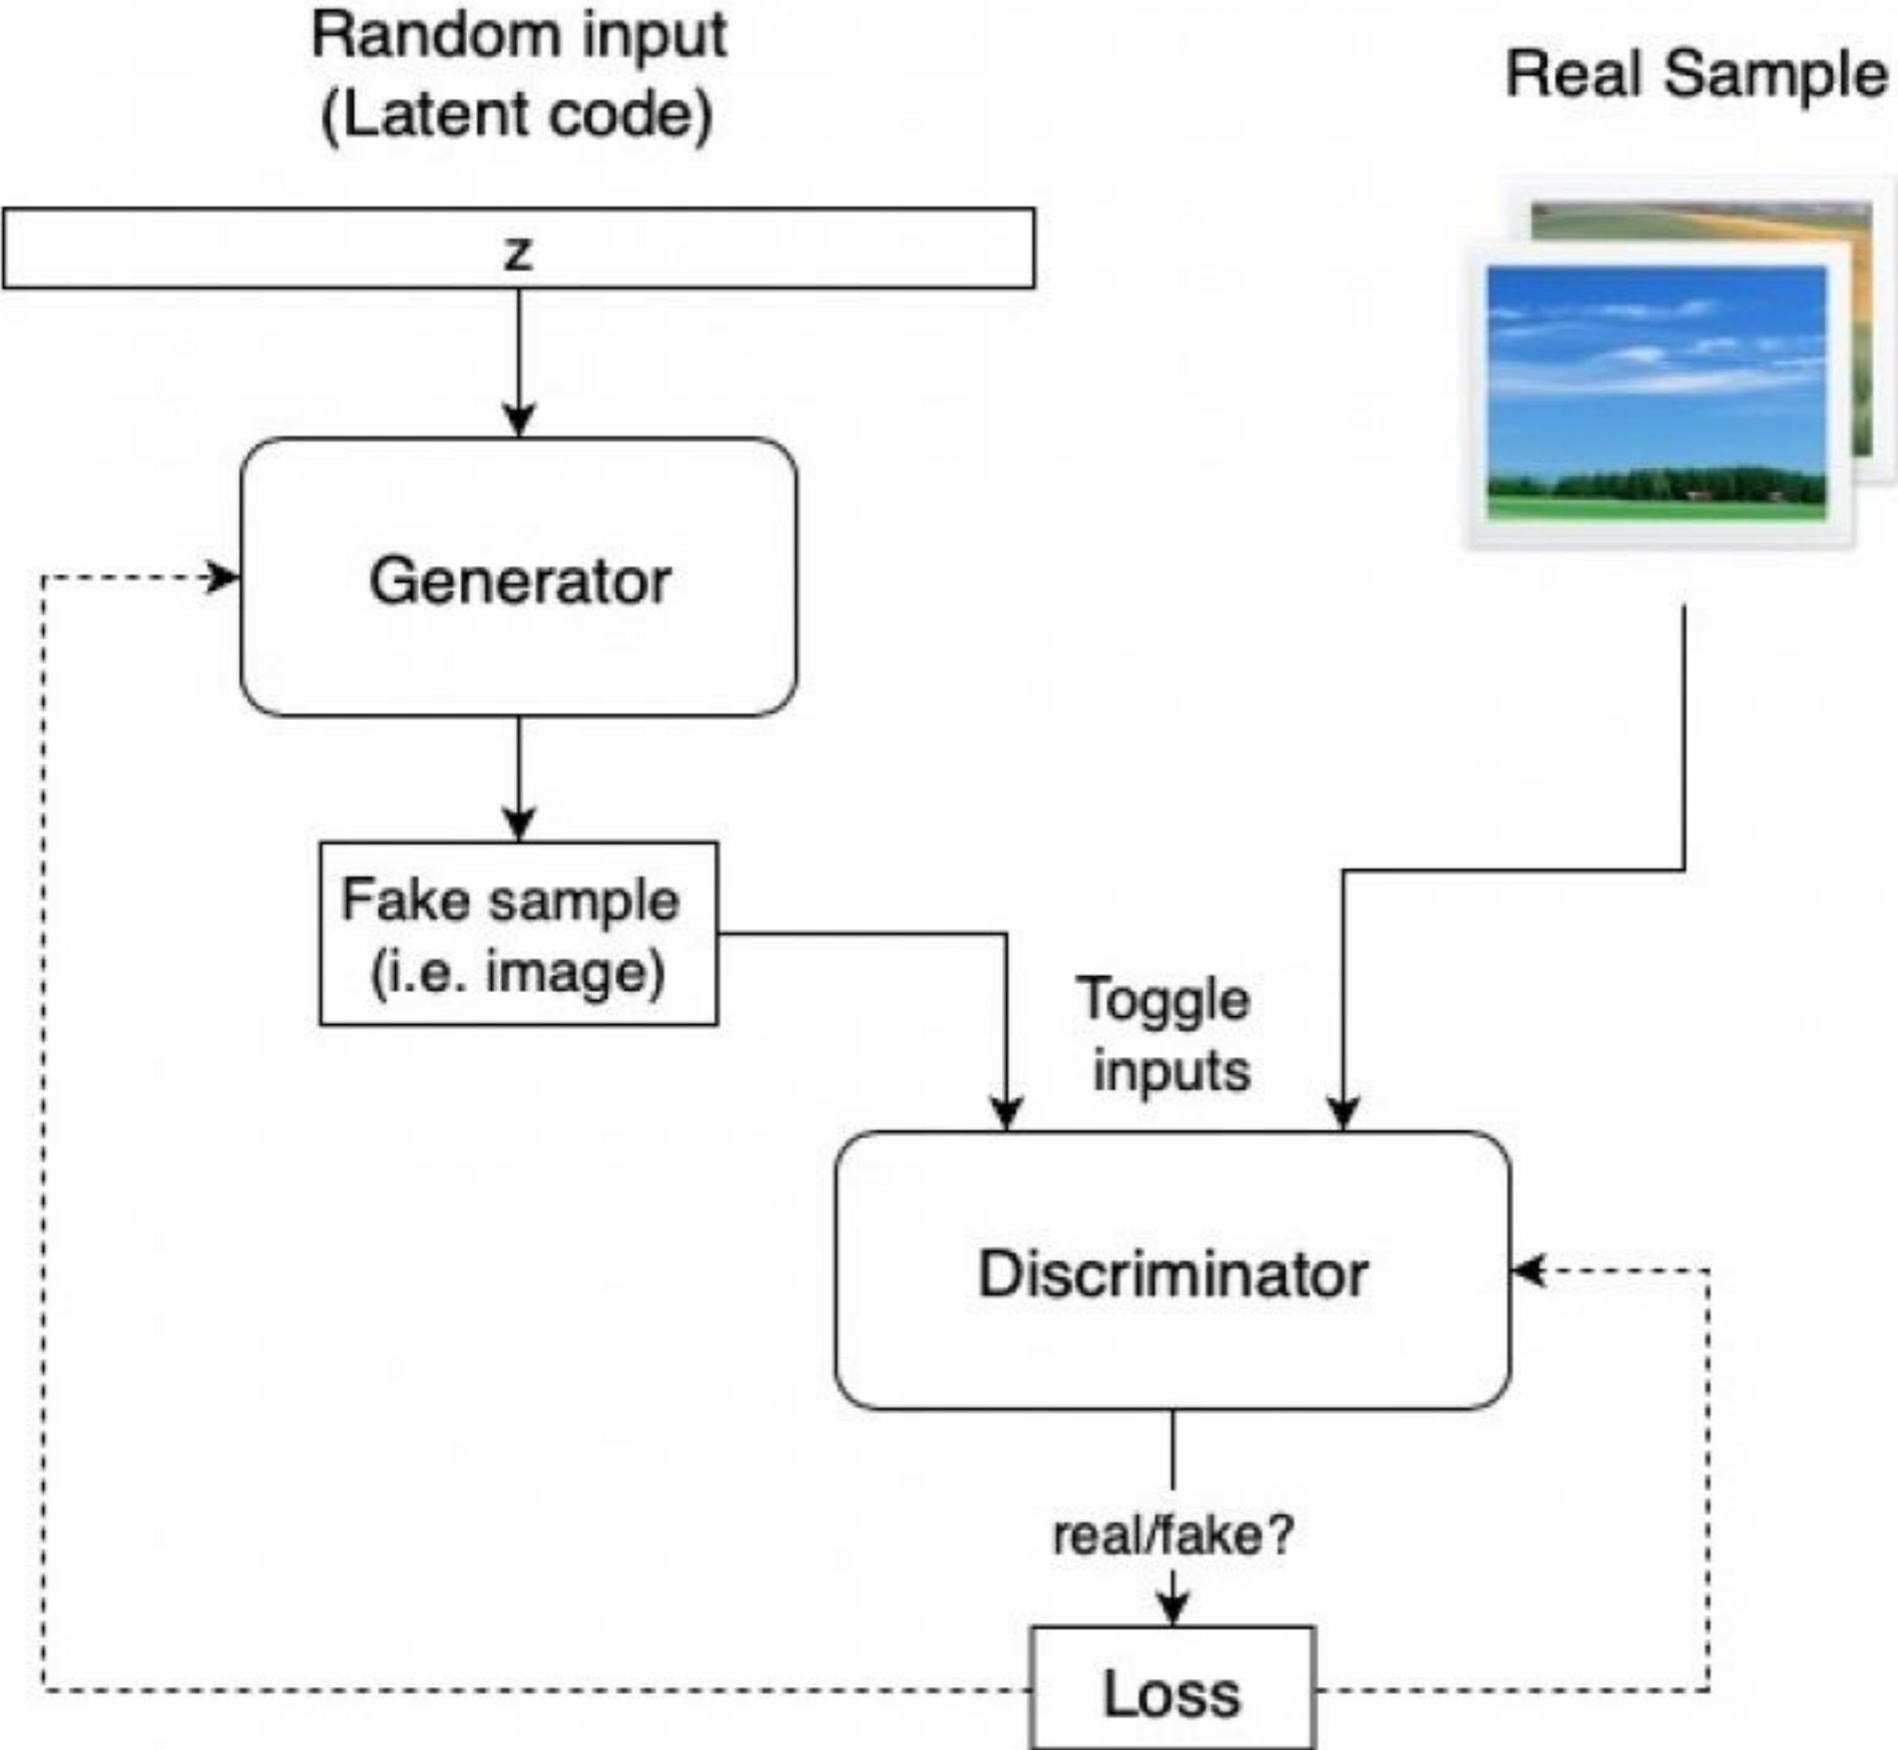 Random input
(Latent code)
Real Sample
z
Generator
Fake sample
(i.e. image)
Toggle
inputs
Discriminator
real/fake?
Loss